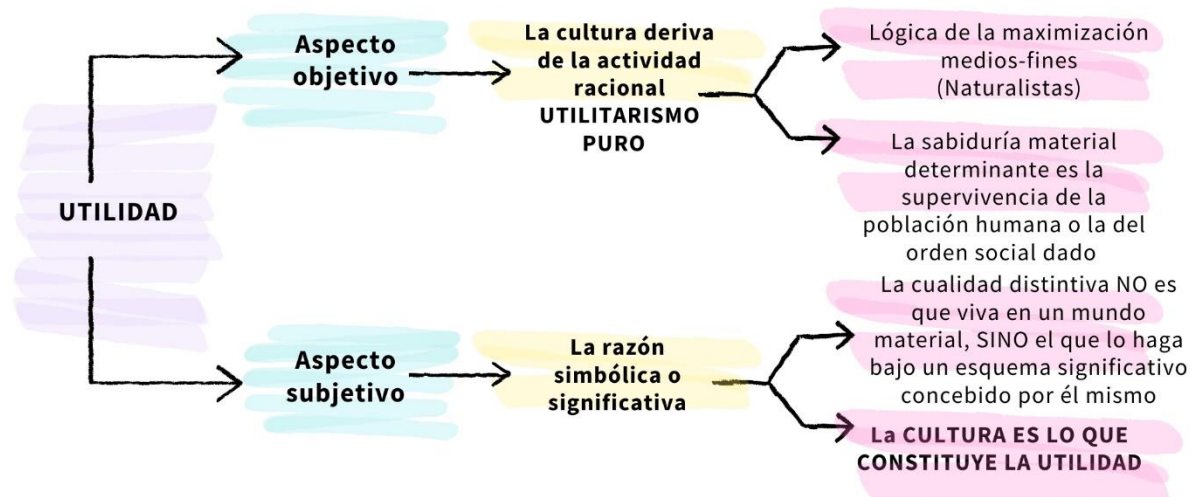 UTILIDAD
Aspecto
objetivo
La cultura deriva
de la actividad
racional
UTILITARISMO
PURO
Lógica de la maximización
medios-fines
(Naturalistas)
La sabiduría material
determinante es la
supervivencia de la
población humana o la del
orden social dado
Aspecto
subjetivo
La razón
simbólica o
significativa
La cualidad distintiva NO es
que viva en un mundo
material, SINO el que lo haga
bajo un esquema significativo
concebido por él mismo
La CULTURA ES LO QUE
CONSTITUYE LA UTILIDAD